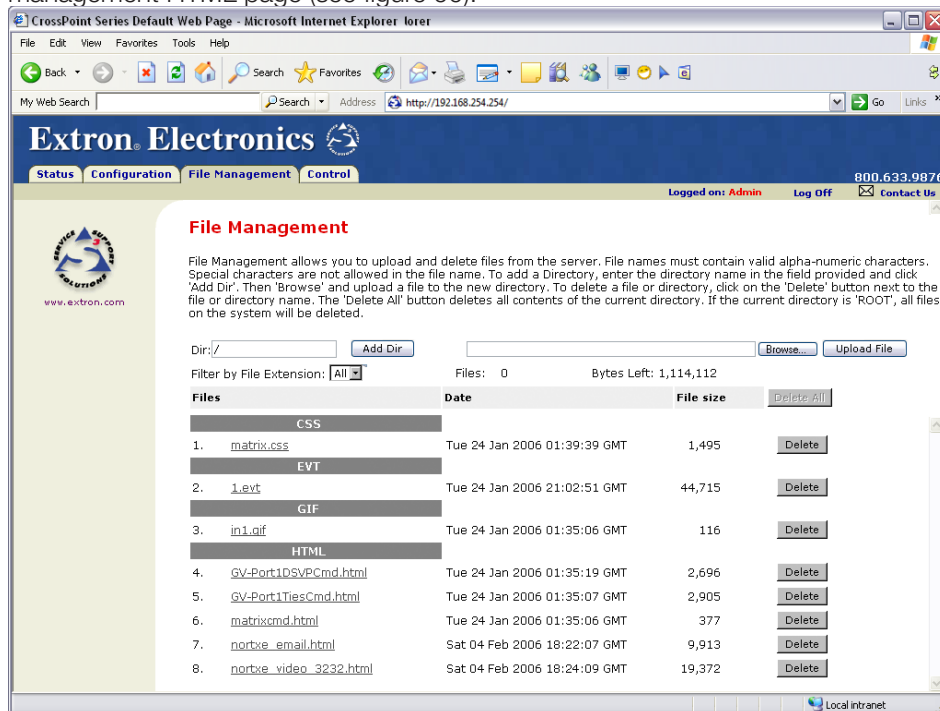 management HTML page (see figure 56).
CrossPoint Series Default Web Page - Microsoft Internet Explorer lorer
File Edit View Favorites Tools Help
Back Search Favorites
My Web Search Search Address http://192.168.254.254/ Go Links »
Extron® Electronics
Status Configuration File Management Control
800.633.9876
Logged on: Admin Log Off Contact Us
SERVICE SUPPORT SOLUTIONS
S3
www.extron.com
File Management
File Management allows you to upload and delete files from the server. File names must contain valid alpha-numeric characters.
Special characters are not allowed in the file name. To add a Directory, enter the directory name in the field provided and click
'Add Dir'. Then 'Browse' and upload a file to the new directory. To delete a file or directory, click on the 'Delete' button next to the
file or directory name. The 'Delete All' button deletes all contents of the current directory. If the current directory is 'ROOT', all files
on the system will be deleted.
Dir: / Add Dir Browse... Upload File
Filter by File Extension: All Files: 0 Bytes Left: 1,114,112
Files Date File size Delete All
CSS
1. matrix.css Tue 24 Jan 2006 01:39:39 GMT 1,495 Delete
EVT
2. 1.evt Tue 24 Jan 2006 21:02:51 GMT 44,715 Delete
GIF
3. in1.gif Tue 24 Jan 2006 01:35:06 GMT 116 Delete
HTML
4. GV-Port1DSVPCmd.html Tue 24 Jan 2006 01:35:19 GMT 2,696 Delete
5. GV-Port1TiesCmd.html Tue 24 Jan 2006 01:35:07 GMT 2,905 Delete
6. matrixcmd.html Tue 24 Jan 2006 01:35:06 GMT 377 Delete
7. nortxe_email.html Sat 04 Feb 2006 18:22:07 GMT 9,913 Delete
8. nortxe_video_3232.html Sat 04 Feb 2006 18:24:09 GMT 19,372 Delete
Local intranet